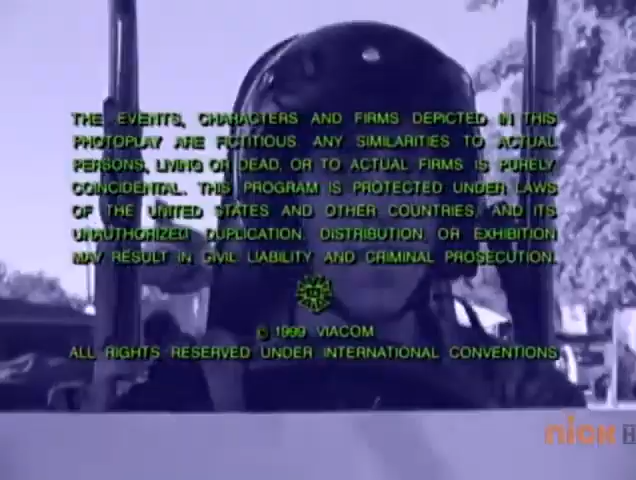 THE EVENTS, CHARACTERS AND FIRMS DEPICTED IN THIS
PHOTOPLAY ARE FICTITIOUS. ANY SIMILARITIES TO ACTUAL
PERSONS, LIVING OR DEAD, OR TO ACTUAL FIRMS IS PURELY
COINCIDENTAL. THIS PROGRAM IS PROTECTED UNDER LAWS
OF THE UNITED STATES AND OTHER COUNTRIES, AND ITS
UNAUTHORIZED DUPLICATION, DISTRIBUTION, OR EXHIBITION
MAY RESULT IN CIVIL LIABILITY AND CRIMINAL PROSECUTION.
© 1999 VIACOM
ALL RIGHTS RESERVED UNDER INTERNATIONAL CONVENTIONS
nick